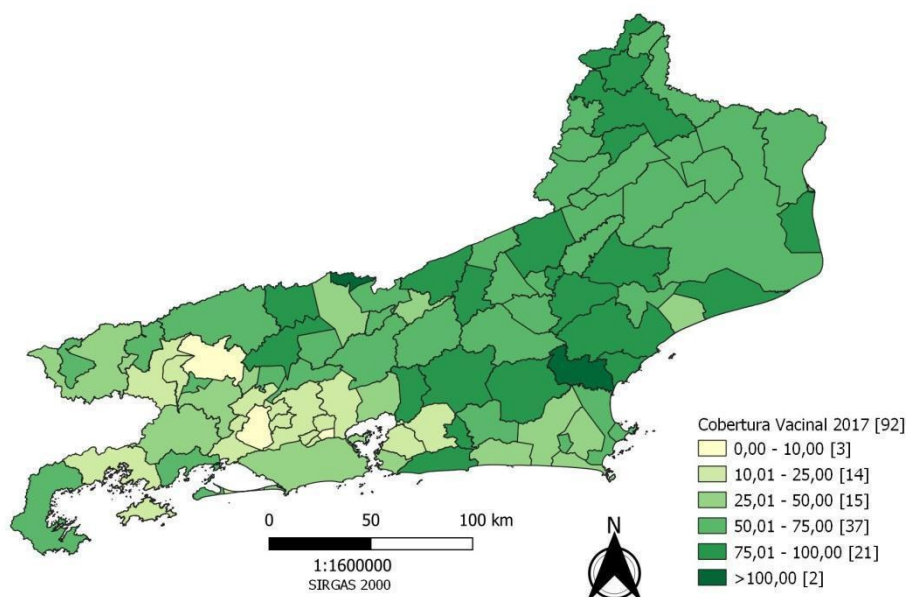 Cobertura Vacinal 2017 [92]
0,00 - 10,00 [3]
10,01 - 25,00 [14]
25,01 - 50,00 [15]
50,01 - 75,00 [37]
75,01 - 100,00 [21]
>100,00 [2]
0 50 100 km
1:1600000
SIRGAS 2000
N